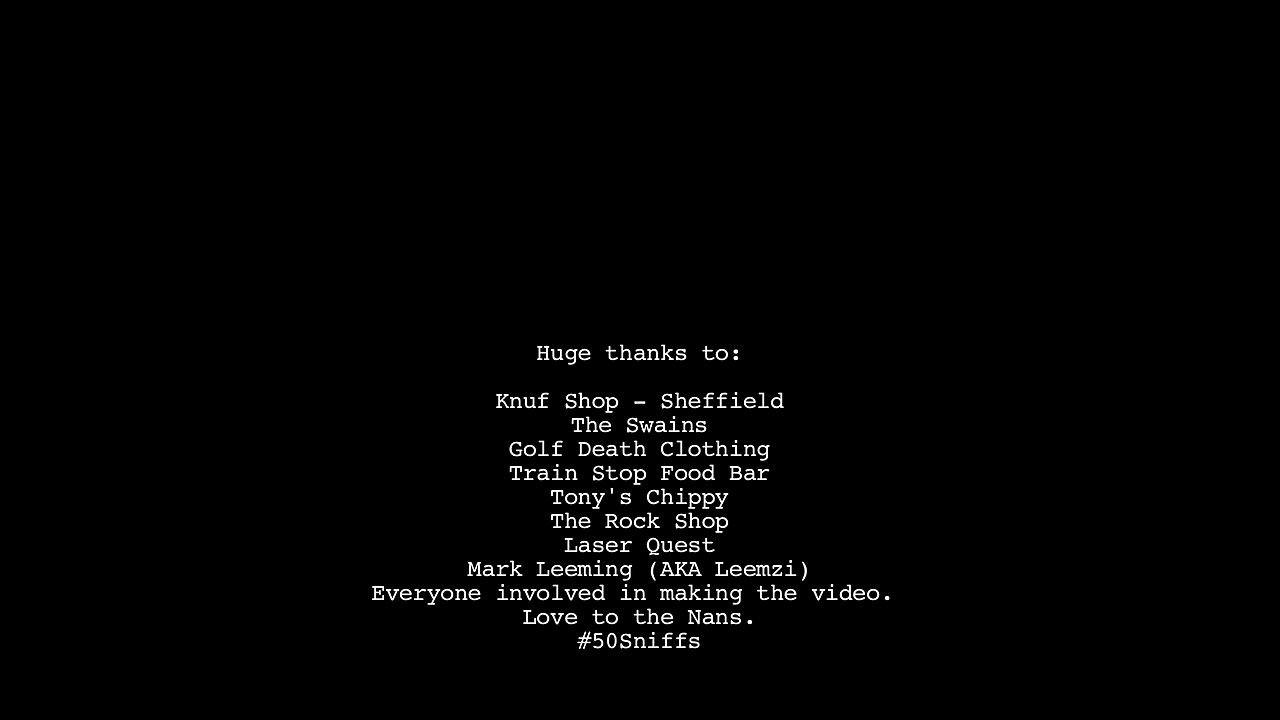 Huge thanks to:
Knuf Shop - Sheffield
The Swains
Golf Death Clothing
Train Stop Food Bar
Tony's Chippy
The Rock Shop
Laser Quest
Mark Leeming (AKA Leemzi)
Everyone involved in making the video.
Love to the Nans.
#50Sniffs